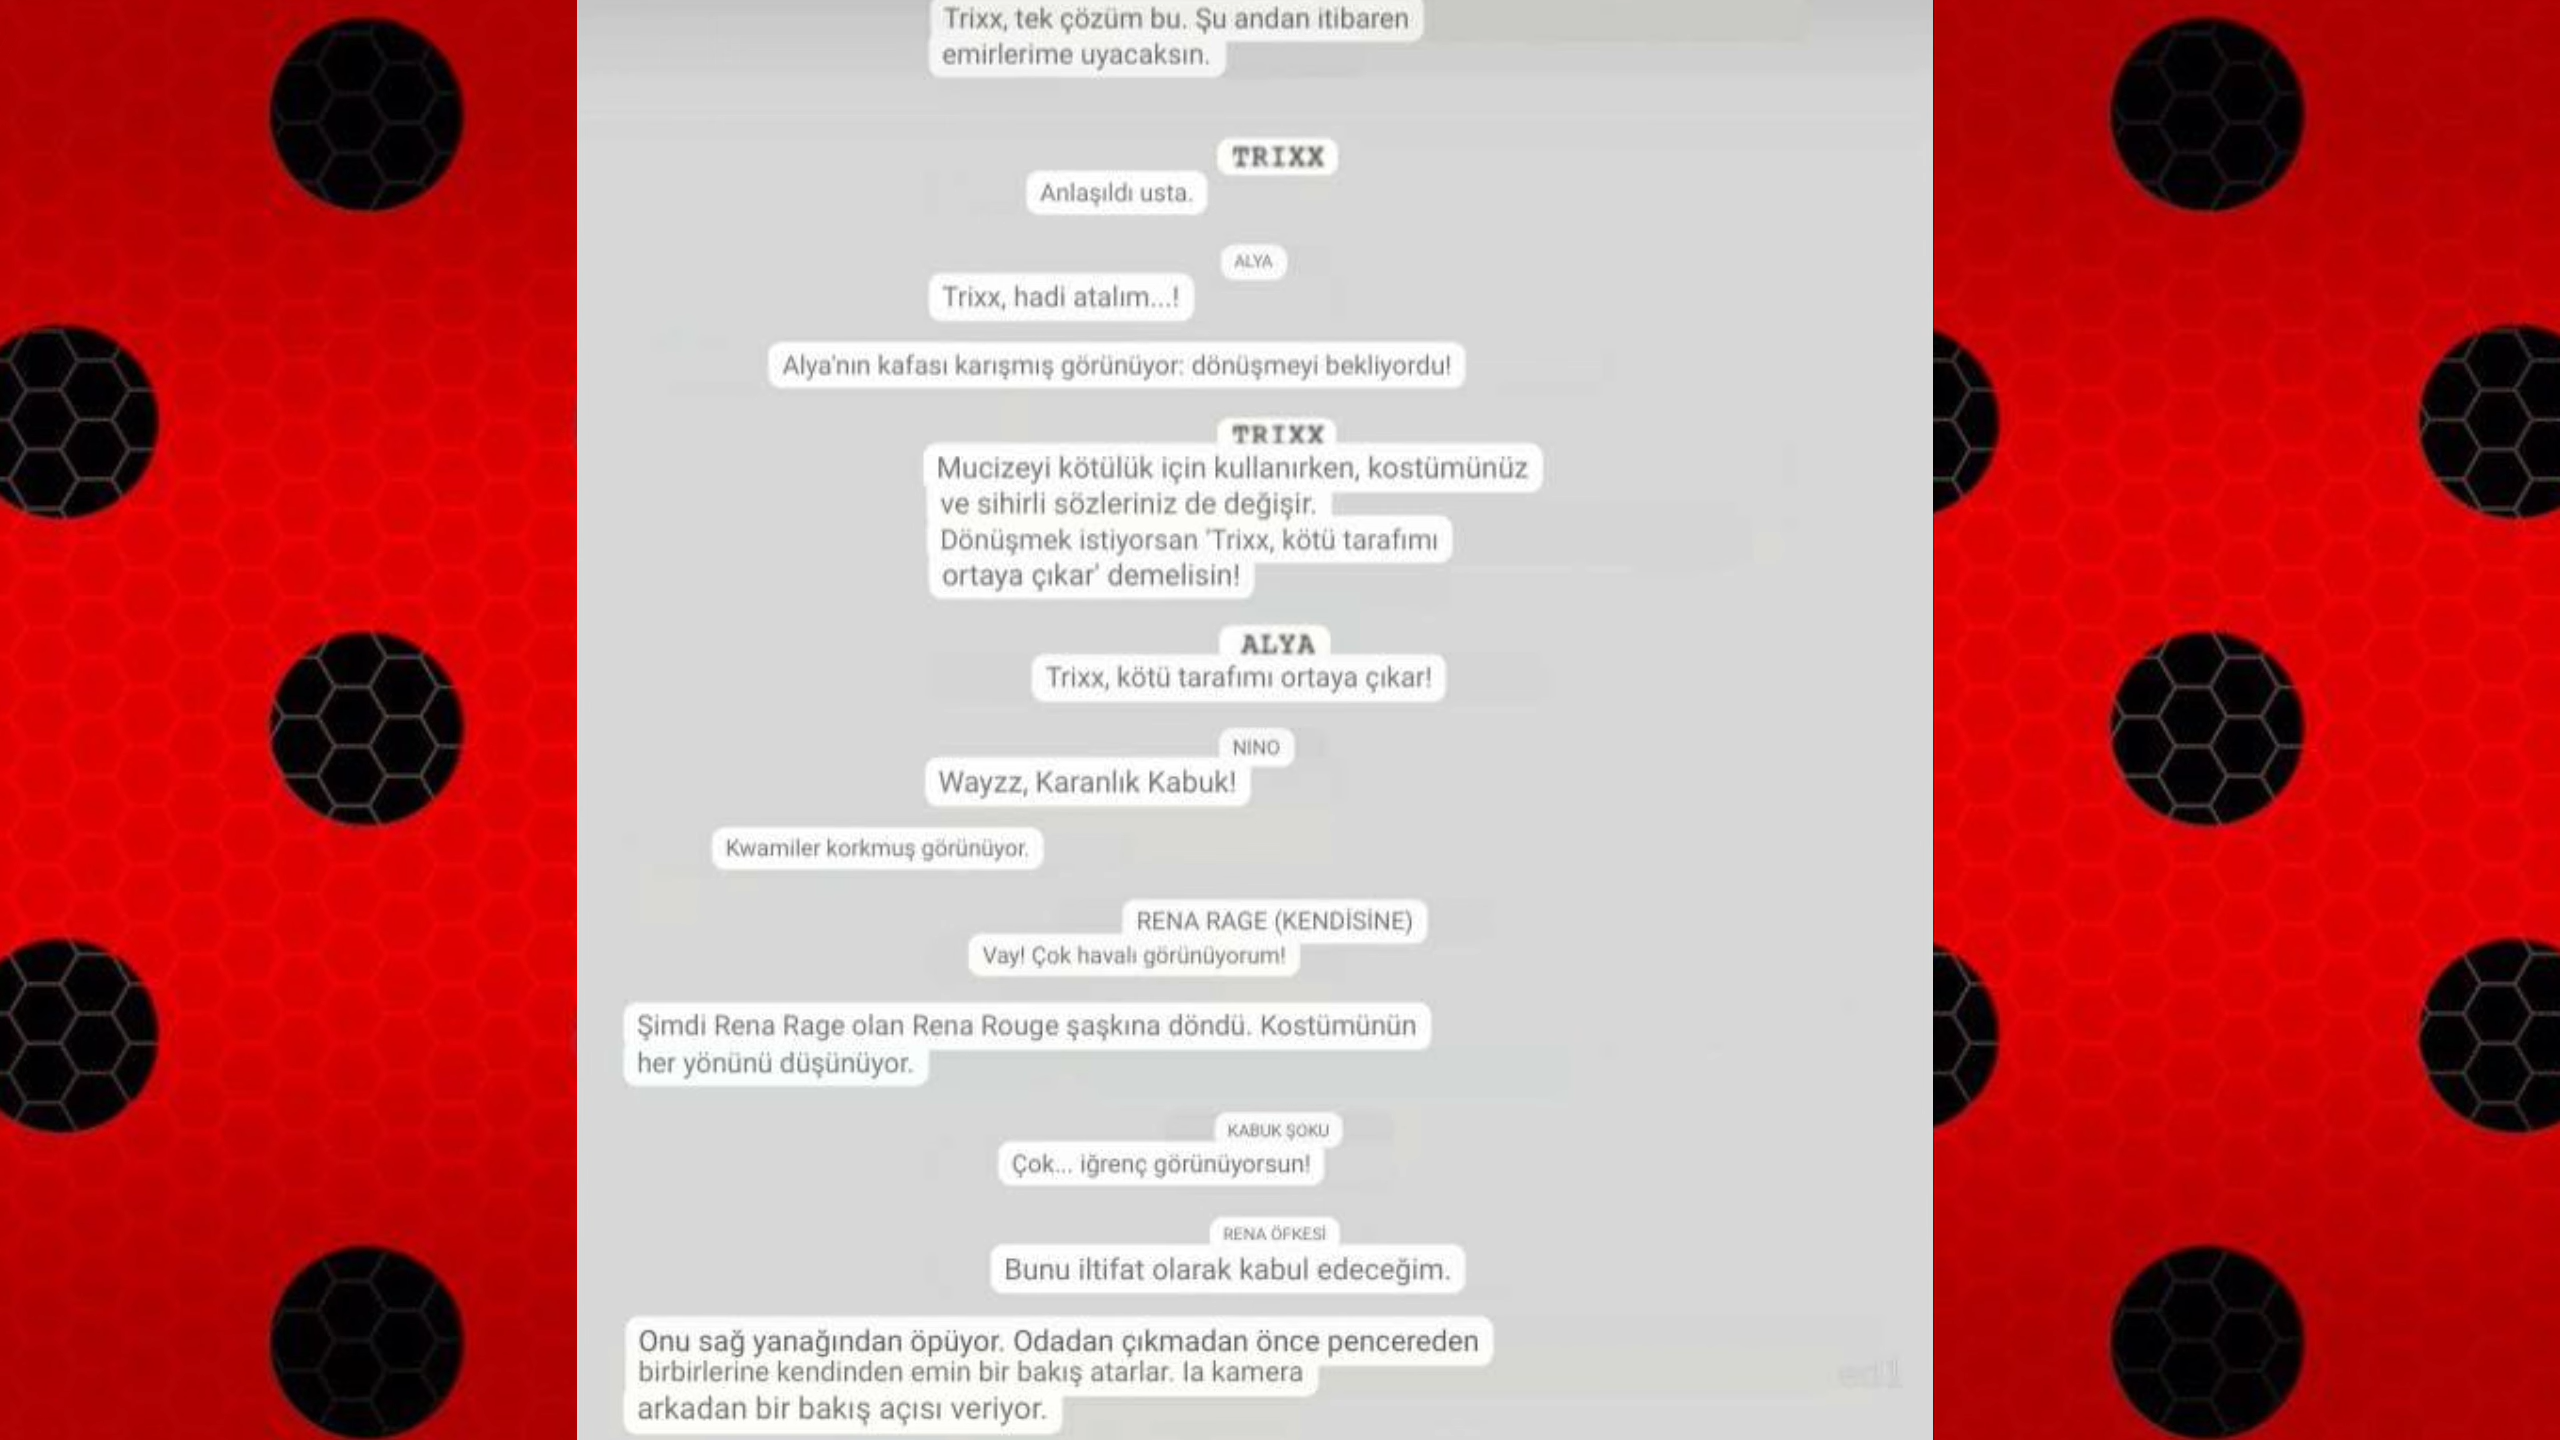 Trixx, tek çözüm bu. Şu andan itibaren
emirlerime uyacaksın.
TRIXX
Anlaşıldı usta.
ALYA
Trixx, hadi atalım...!
Alya'nın kafası karışmış görünüyor: dönüşmeyi bekliyordu!
TRIXX
Mucizeyi kötülük için kullanırken, kostümünüz
ve sihirli sözleriniz de değişir.
Dönüşmek istiyorsan 'Trixx, kötü tarafımı
ortaya çıkar' demelisin!
ALYA
Trixx, kötü tarafımı ortaya çıkar!
NINO
Wayzz, Karanlık Kabuk!
Kwamiler korkmuş görünüyor.
RENA RAGE (KENDİSİNE)
Vay! Çok havalı görünüyorum!
Şimdi Rena Rage olan Rena Rouge şaşkına döndü. Kostümünün
her yönünü düşünüyor.
KABUK ŞOKU
Çok... iğrenç görünüyorsun!
RENA ÖFKESİ
Bunu iltifat olarak kabul edeceğim.
Onu sağ yanağından öpüyor. Odadan çıkmadan önce pencereden
birbirlerine kendinden emin bir bakış atarlar. la kamera
arkadan bir bakış açısı veriyor.